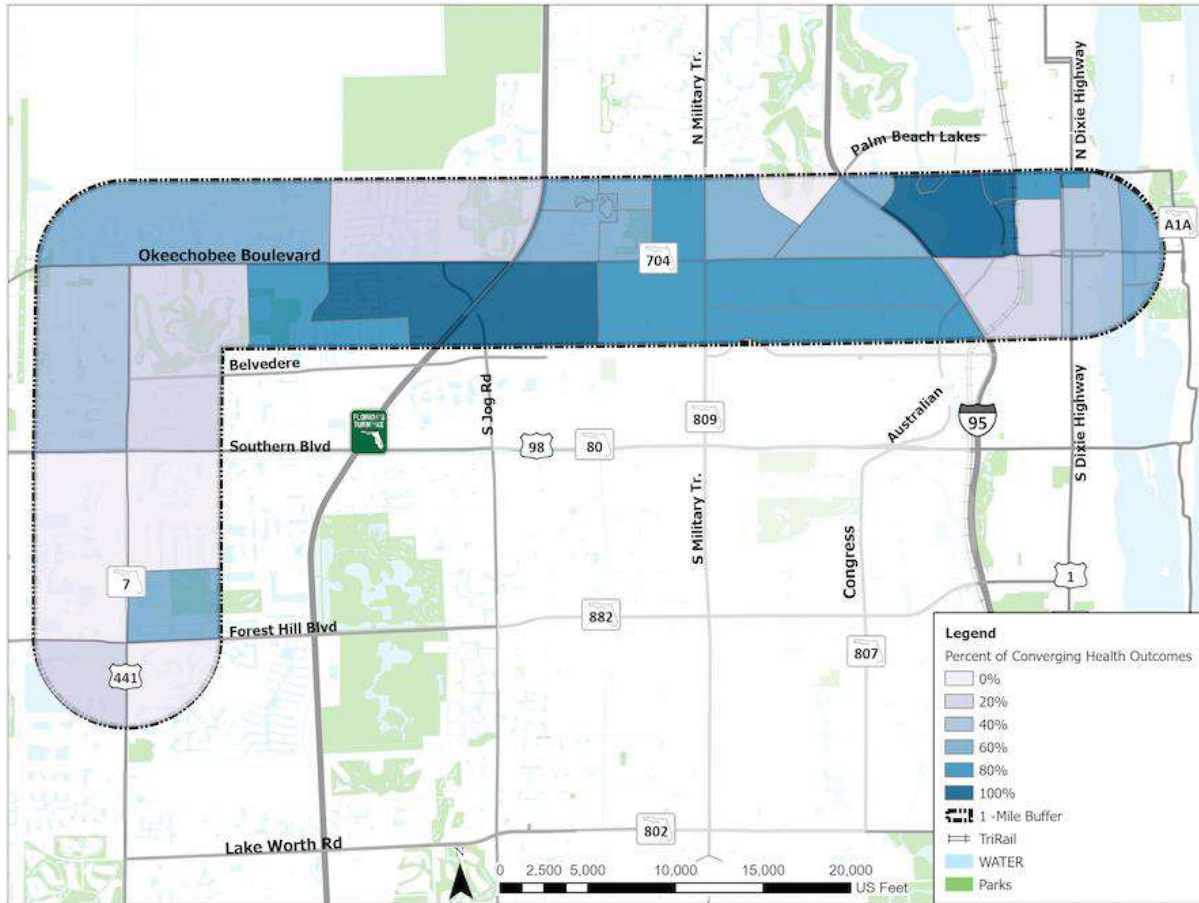 N Military Tr.
N Dixie Highway
Palm Beach Lakes
A1A
Okeechobee Boulevard
704
Belvedere
S Jog Rd
FLORIDA'S
TURNPIKE
Southern Blvd
98
80
809
Australian
95
S Dixie Highway
S Military Tr.
Congress
7
1
Forest Hill Blvd
882
807
441
Lake Worth Rd
802
N
0 2,500 5,000 10,000 15,000 20,000
US Feet
Legend
Percent of Converging Health Outcomes
0%
20%
40%
60%
80%
100%
1 -Mile Buffer
TriRail
WATER
Parks